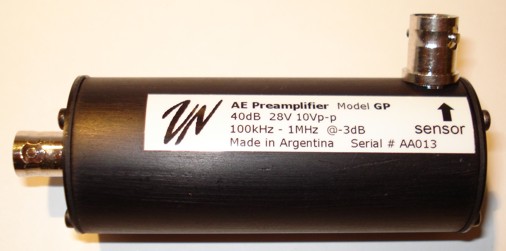 AE Preamplifier Model GP
40dB 28V 10Vp-p
100kHz - 1MHz @-3dB
sensor
Made in Argentina Serial # AA013